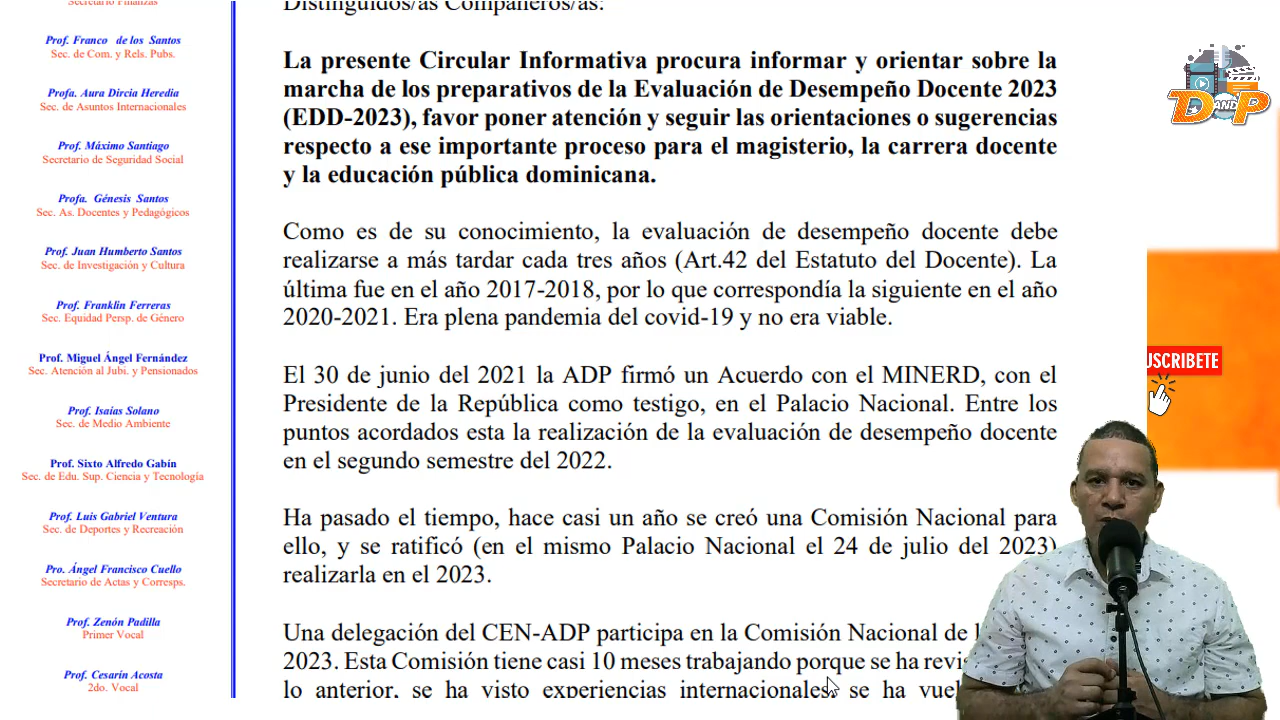 Secretario Finanzas
Prof. Franco de los Santos
Sec. de Com. y Rels. Pubs.
Profa. Aura Dircia Heredia
Sec. de Asuntos Internacionales
Prof. Máximo Santiago
Secretario de Seguridad Social
Profa. Génesis Santos
Sec. As. Docentes y Pedagógicos
Prof. Juan Humberto Santos
Sec. de Investigación y Cultura
Prof. Franklin Ferreras
Sec. Equidad Persp. de Género
Prof. Miguel Ángel Fernández
Sec. Atención al Jubi. y Pensionados
Prof. Isaías Solano
Sec. de Medio Ambiente
Prof. Sixto Alfredo Gabín
Sec. de Edu. Sup. Ciencia y Tecnología
Prof. Luis Gabriel Ventura
Sec. de Deportes y Recreación
Pro. Ángel Francisco Cuello
Secretario de Actas y Corresps.
Prof. Zenón Padilla
Primer Vocal
Prof. Cesarín Acosta
2do. Vocal
Distinguidos/as Compañeros/as:
La presente Circular Informativa procura informar y orientar sobre la
marcha de los preparativos de la Evaluación de Desempeño Docente 2023
(EDD-2023), favor poner atención y seguir las orientaciones o sugerencias
respecto a ese importante proceso para el magisterio, la carrera docente
y la educación pública dominicana.
Como es de su conocimiento, la evaluación de desempeño docente debe
realizarse a más tardar cada tres años (Art.42 del Estatuto del Docente). La
última fue en el año 2017-2018, por lo que correspondía la siguiente en el año
2020-2021. Era plena pandemia del covid-19 y no era viable.
El 30 de junio del 2021 la ADP firmó un Acuerdo con el MINERD, con el
Presidente de la República como testigo, en el Palacio Nacional. Entre los
puntos acordados esta la realización de la evaluación de desempeño docente
en el segundo semestre del 2022.
Ha pasado el tiempo, hace casi un año se creó una Comisión Nacional para
ello, y se ratificó (en el mismo Palacio Nacional el 24 de julio del 2023)
realizarla en el 2023.
Una delegación del CEN-ADP participa en la Comisión Nacional de
2023. Esta Comisión tiene casi 10 meses trabajando porque se ha
lo anterior, se ha visto experiencias internacionales, se ha
D AND P
USCRIBETE